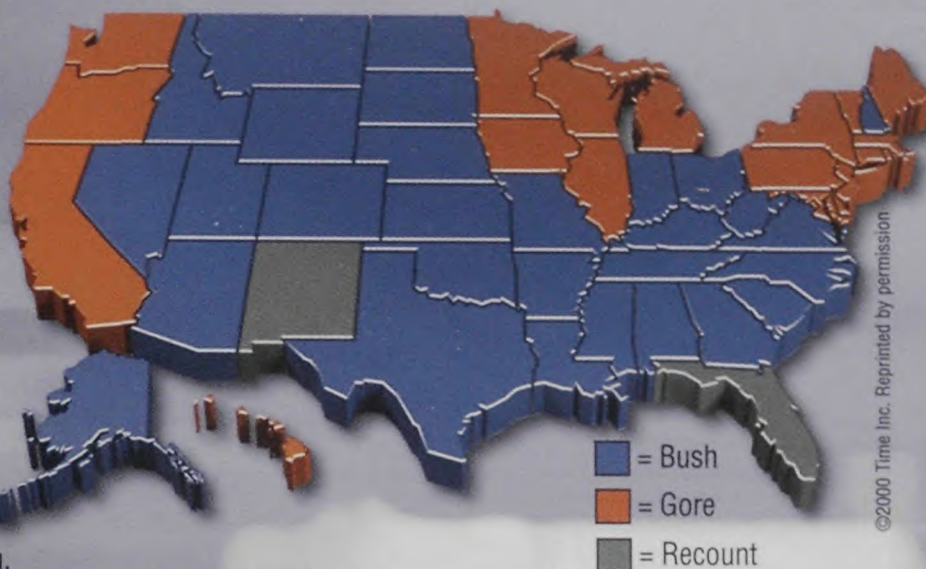 = Bush
= Gore
= Recount
©2000 Time Inc. Reprinted by permission